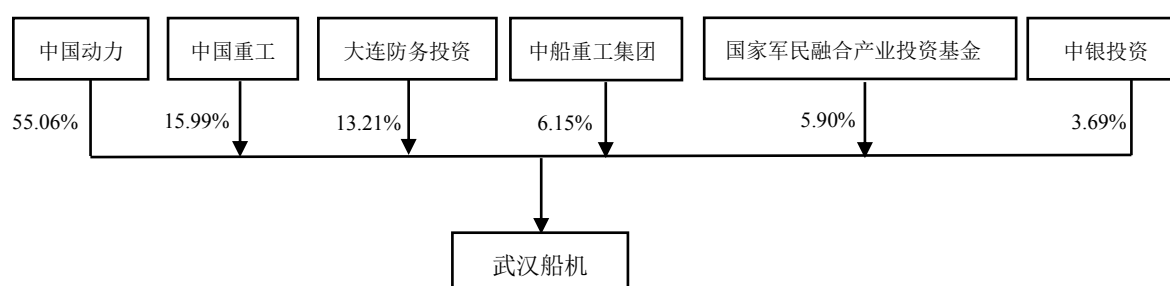 中国动力
中国重工
大连防务投资
中船重工集团
国家军民融合产业投资基金
中银投资
55.06%
15.99%
13.21%
6.15%
5.90%
3.69%
武汉船机